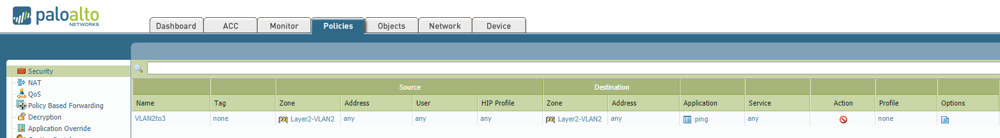 paloalto
NETWORKS
Dashboard ACC Monitor Policies Objects Network Device
Security
NAT
QoS
QoS
Policy Based Forwarding
Decryption
Application Override
Source Destination
Name Tag Zone Address User HIP Profile Zone Address Application Service Action Profile Options
VLAN2to3 none Layer2-VLAN2 any any any Layer2-VLAN2 any ping any none